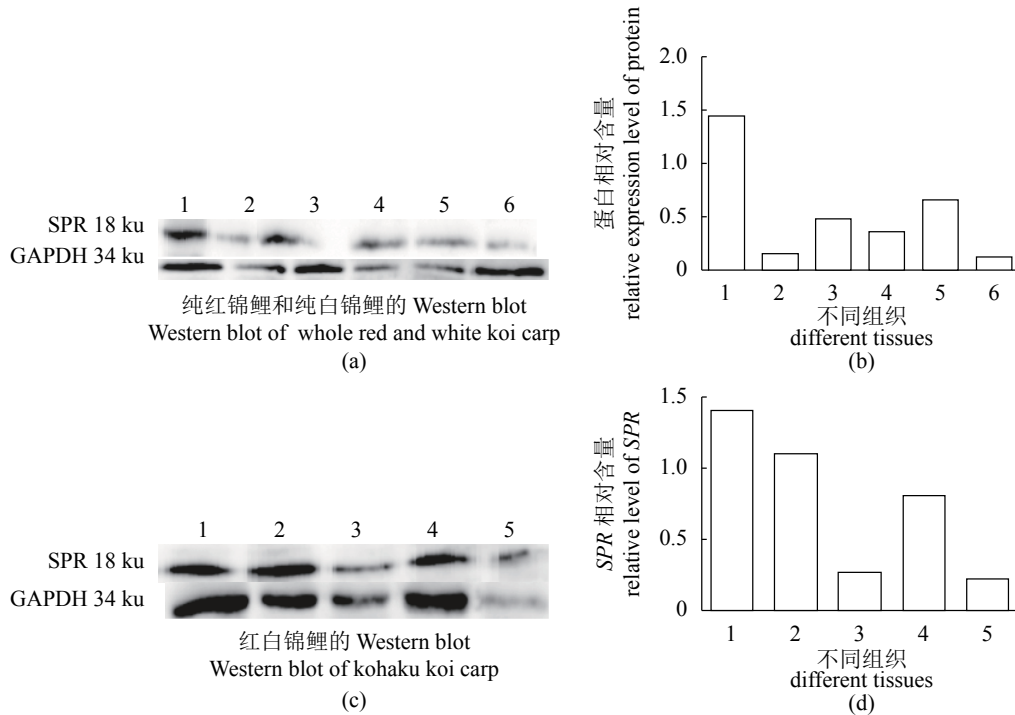 1 2 3 4 5 6
SPR 18 ku
GAPDH 34 ku
纯红锦鲤和纯白锦鲤的 Western blot
Western blot of whole red and white koi carp
(a)
蛋白相对含量
relative expression level of protein
2.0
1.5
1.0
0.5
0
1 2 3 4 5 6
不同组织
different tissues
(b)
1 2 3 4 5
SPR 18 ku
GAPDH 34 ku
红白锦鲤的 Western blot
Western blot of kohaku koi carp
(c)
SPR 相对含量
relative level of SPR
1.5
1.0
0.5
0
1 2 3 4 5
不同组织
different tissues
(d)